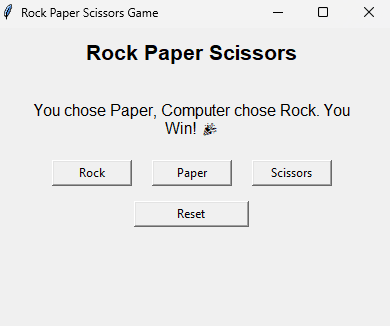 Rock Paper Scissors Game
Rock Paper Scissors
You chose Paper, Computer chose Rock. You
Win! 🎉
Rock Paper Scissors
Reset